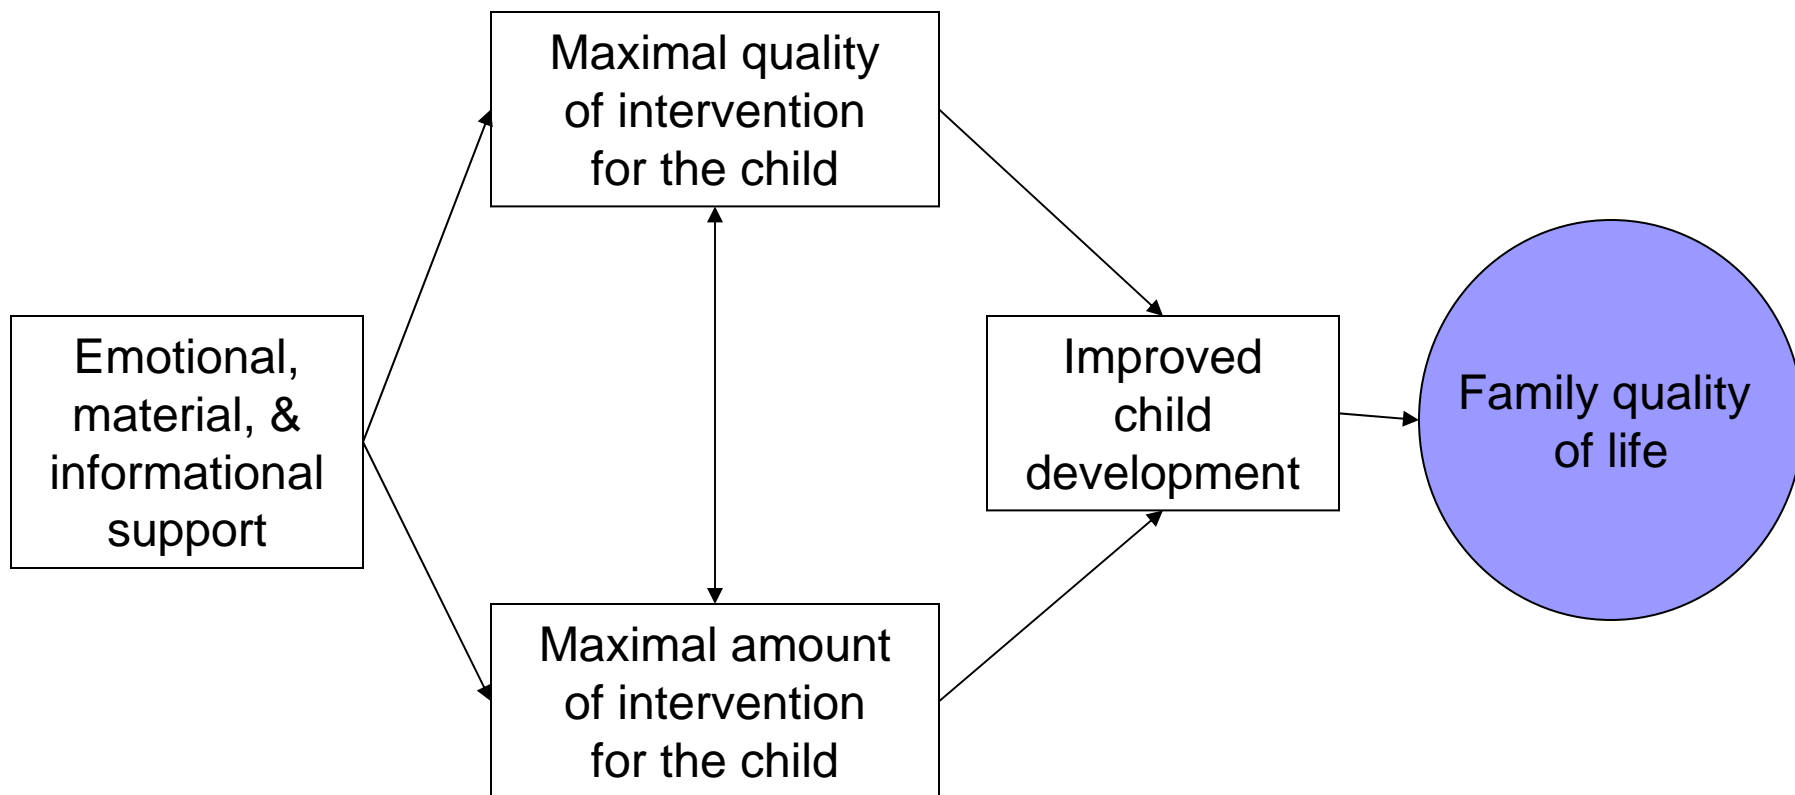 Maximal quality
of intervention
for the child
Emotional,
material, &
informational
support
Improved
child
development
Family quality
of life
Maximal amount
of intervention
for the child